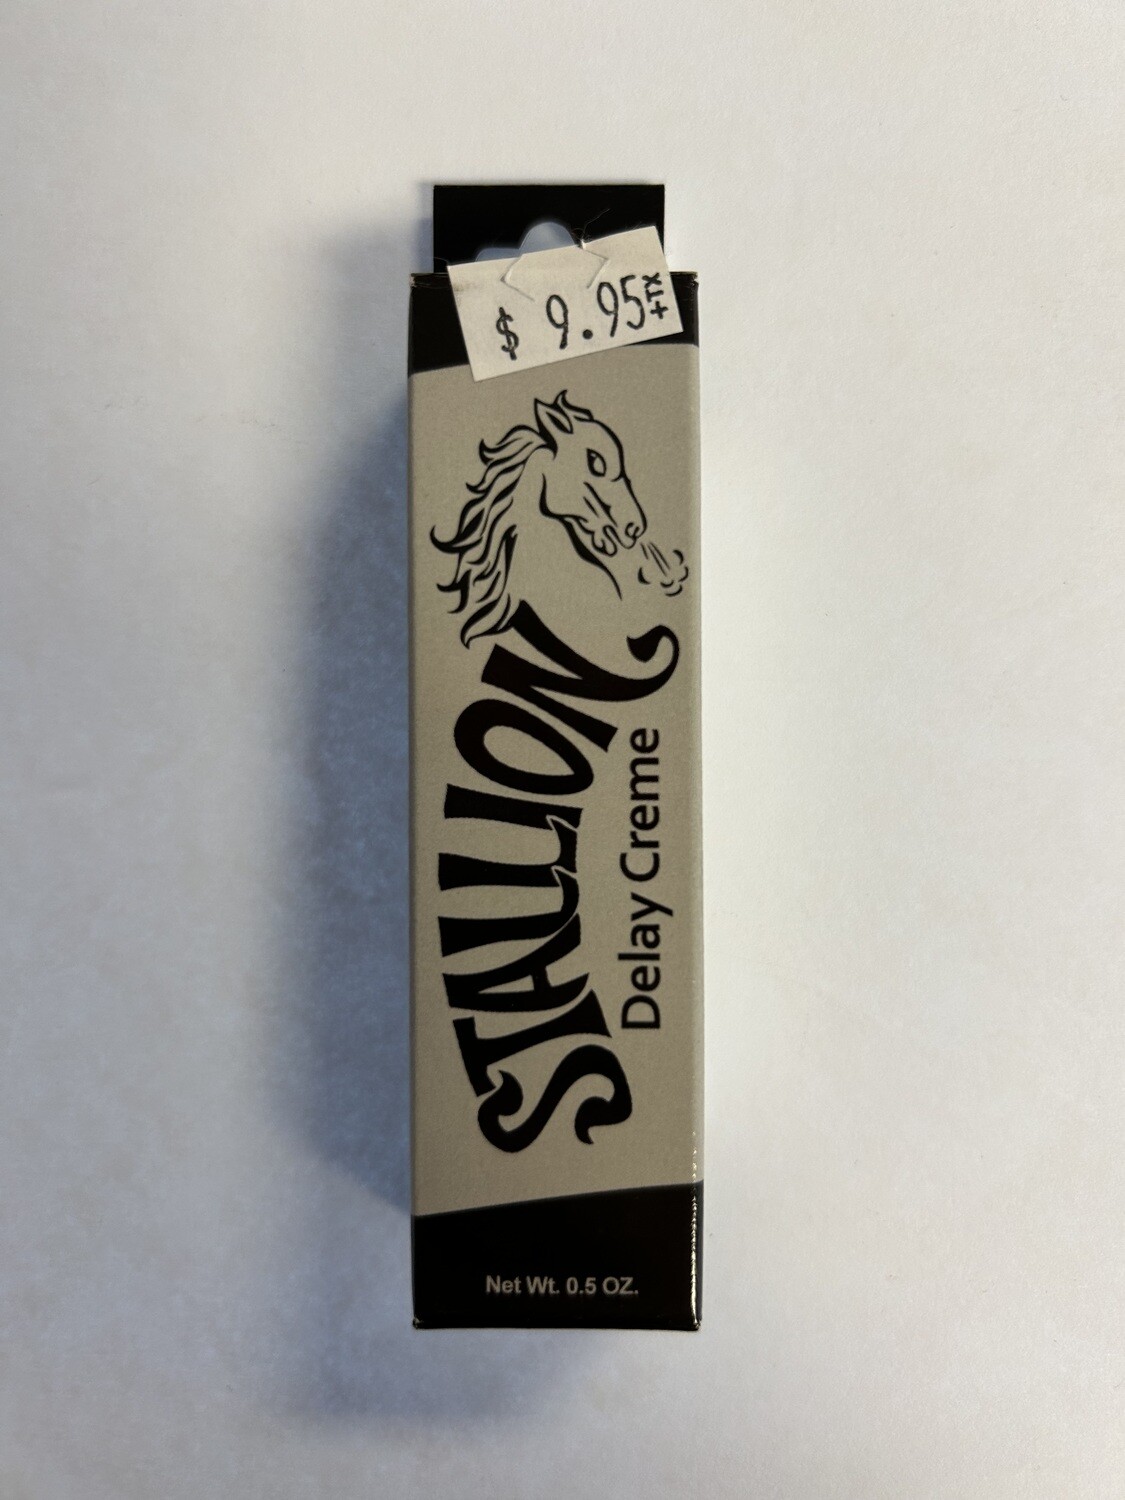 $ 9.95 +TX
STALLION
Delay Creme
Net Wt. 0.5 OZ.